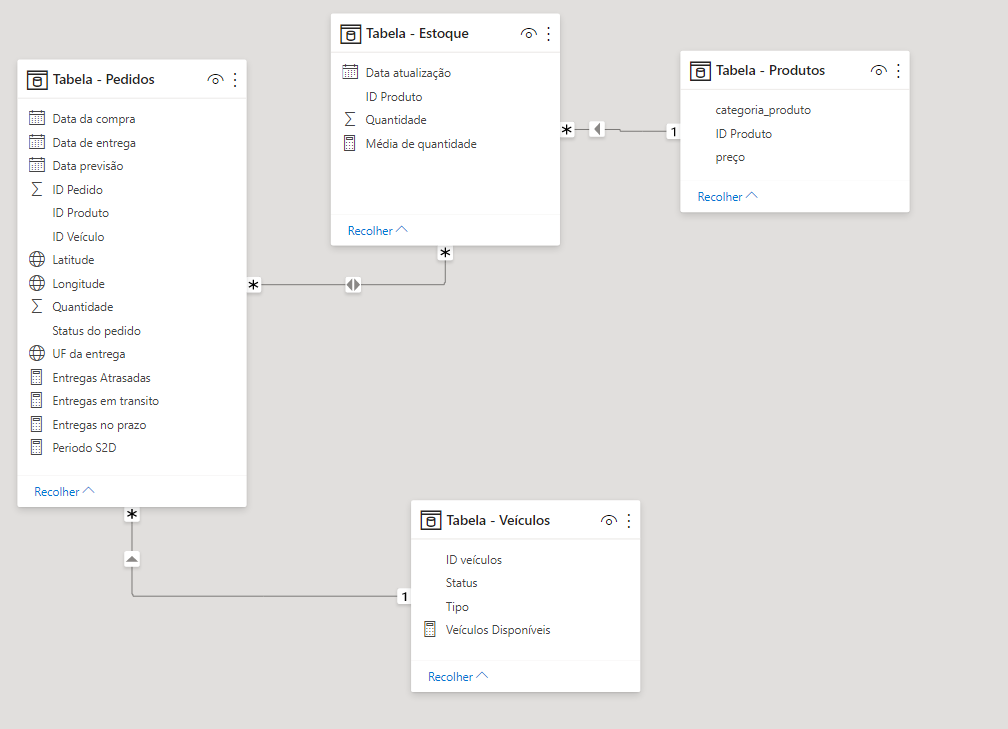 Tabela - Pedidos
Data da compra
Data de entrega
Data previsão
ID Pedido
ID Produto
ID Veículo
Latitude
Longitude
Quantidade
Status do pedido
UF da entrega
Entregas Atrasadas
Entregas em transito
Entregas no prazo
Periodo S2D
Recolher
Tabela - Estoque
Data atualização
ID Produto
Quantidade
Média de quantidade
Recolher
Tabela - Produtos
categoria_produto
ID Produto
preço
Recolher
*
1
*
*
*
1
Tabela - Veículos
ID veículos
Status
Tipo
Veículos Disponíveis
Recolher